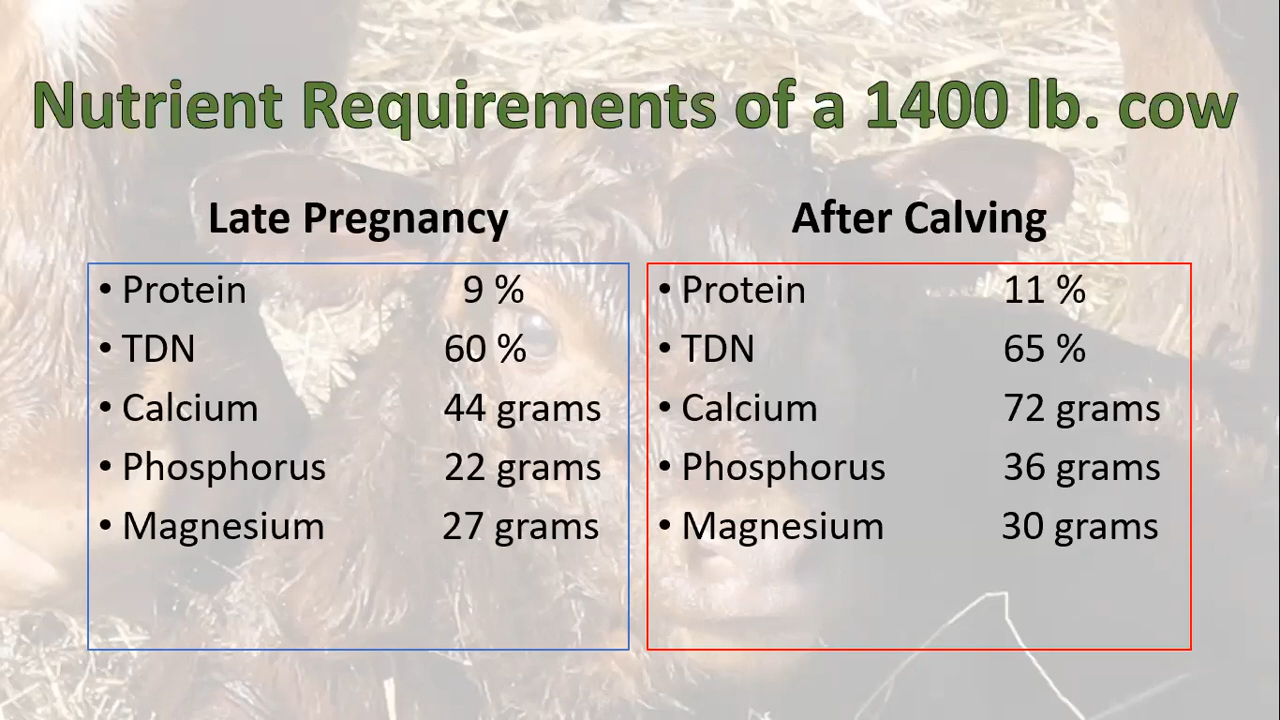 Nutrient Requirements of a 1400 lb. cow
Late Pregnancy
• Protein 9 %
• TDN 60 %
• Calcium 44 grams
• Phosphorus 22 grams
• Magnesium 27 grams
After Calving
• Protein 11 %
• TDN 65 %
• Calcium 72 grams
• Phosphorus 36 grams
• Magnesium 30 grams